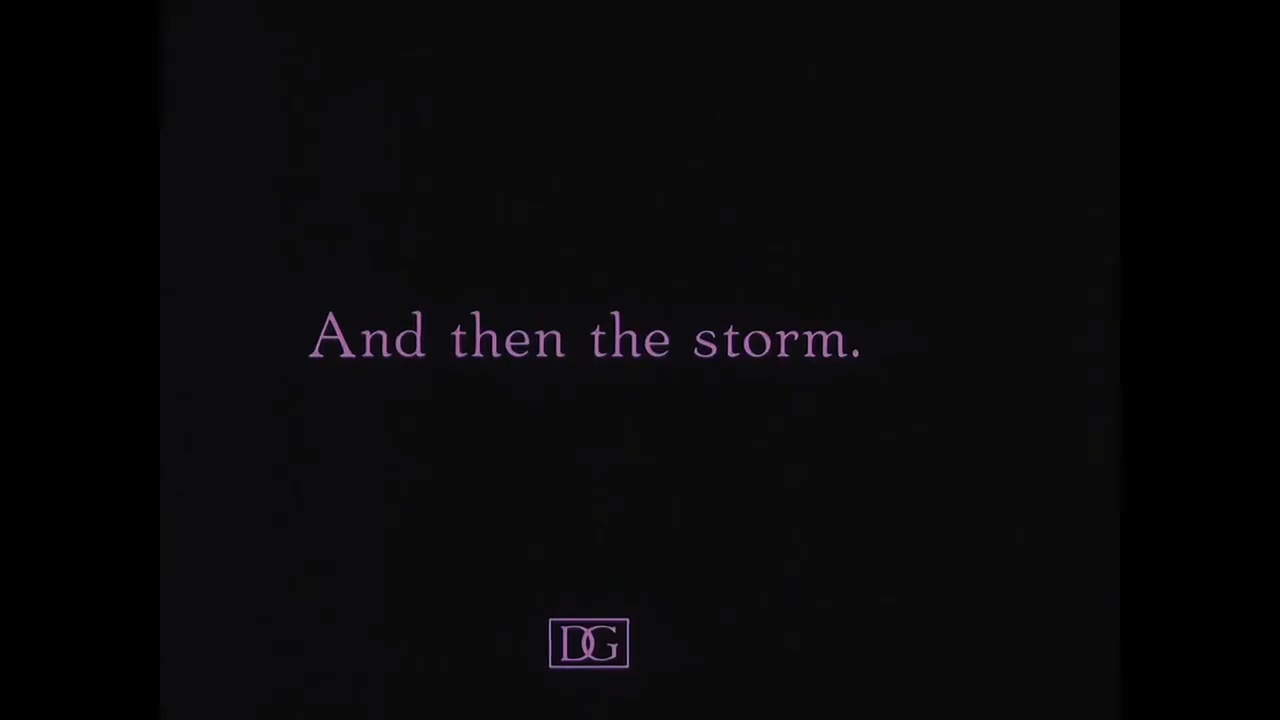 And then the storm.
DG